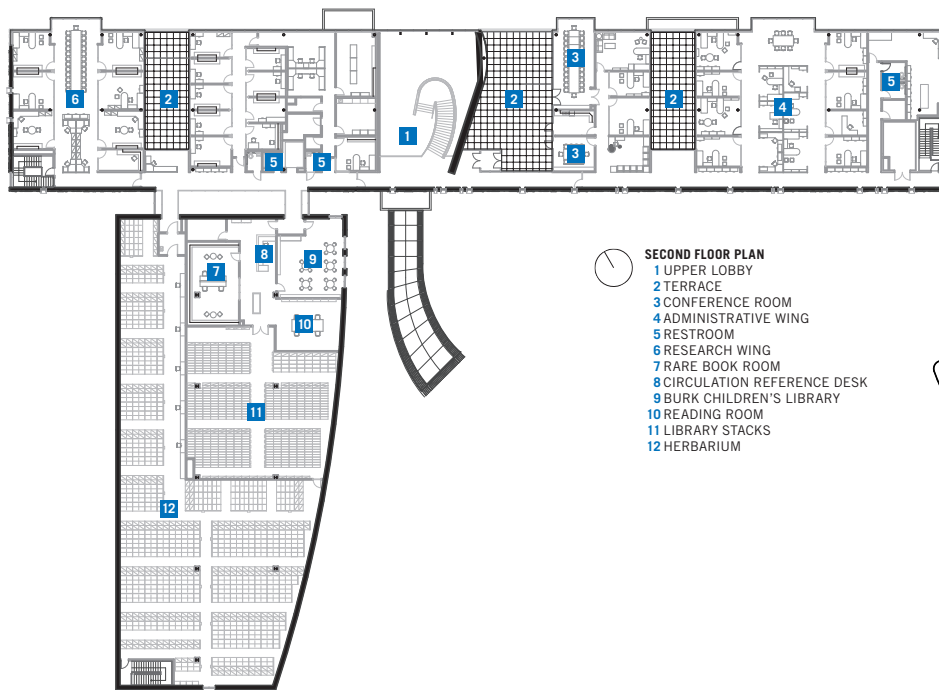 6
2
5
5
1
2
3
3
2
4
5
7
8
9
10
11
12
SECOND FLOOR PLAN
1 UPPER LOBBY
2 TERRACE
3 CONFERENCE ROOM
4 ADMINISTRATIVE WING
5 RESTROOM
6 RESEARCH WING
7 RARE BOOK ROOM
8 CIRCULATION REFERENCE DESK
9 BURK CHILDREN'S LIBRARY
10 READING ROOM
11 LIBRARY STACKS
12 HERBARIUM